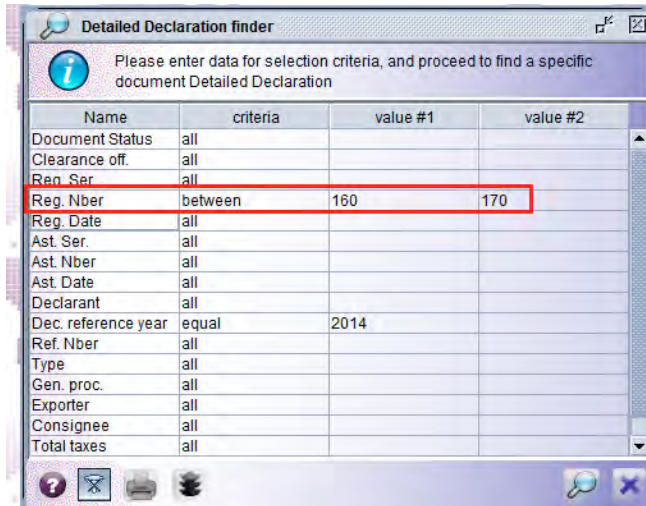 Detailed Declaration finder
Please enter data for selection criteria, and proceed to find a specific
document Detailed Declaration
Name criteria value #1 value #2
Document Status all
Clearance off. all
Reg. Ser. all
Reg. Nber between 160 170
Reg. Date all
Ast. Ser. all
Ast. Nber all
Ast. Date all
Declarant all
Dec. reference year equal 2014
Ref. Nber all
Type all
Gen. proc. all
Exporter all
Consignee all
Total taxes all